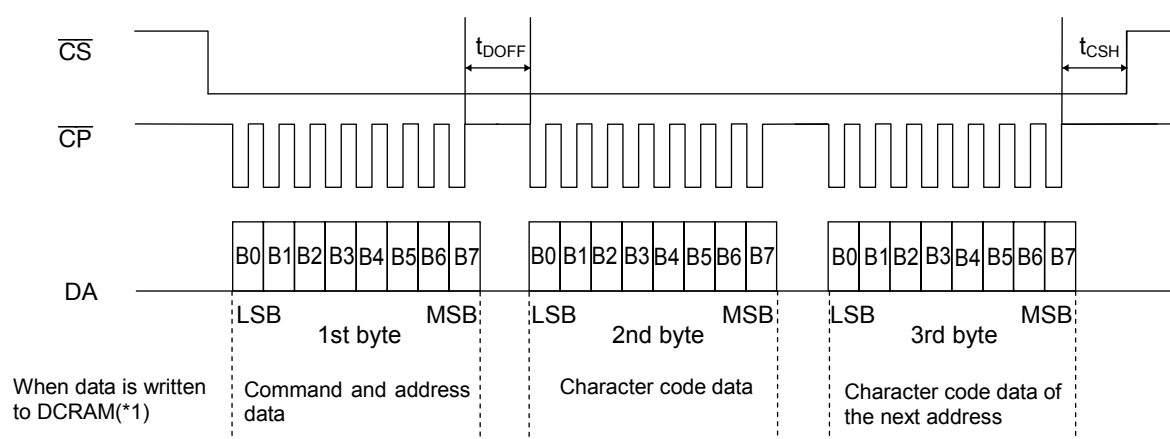 CS
tDOFF
tCSH
CP
B0 B1 B2 B3 B4 B5 B6 B7
B0 B1 B2 B3 B4 B5 B6 B7
B0 B1 B2 B3 B4 B5 B6 B7
DA
LSB MSB
1st byte
LSB MSB
2nd byte
LSB MSB
3rd byte
When data is written
to DCRAM(*1)
Command and address
data
Character code data
Character code data of
the next address